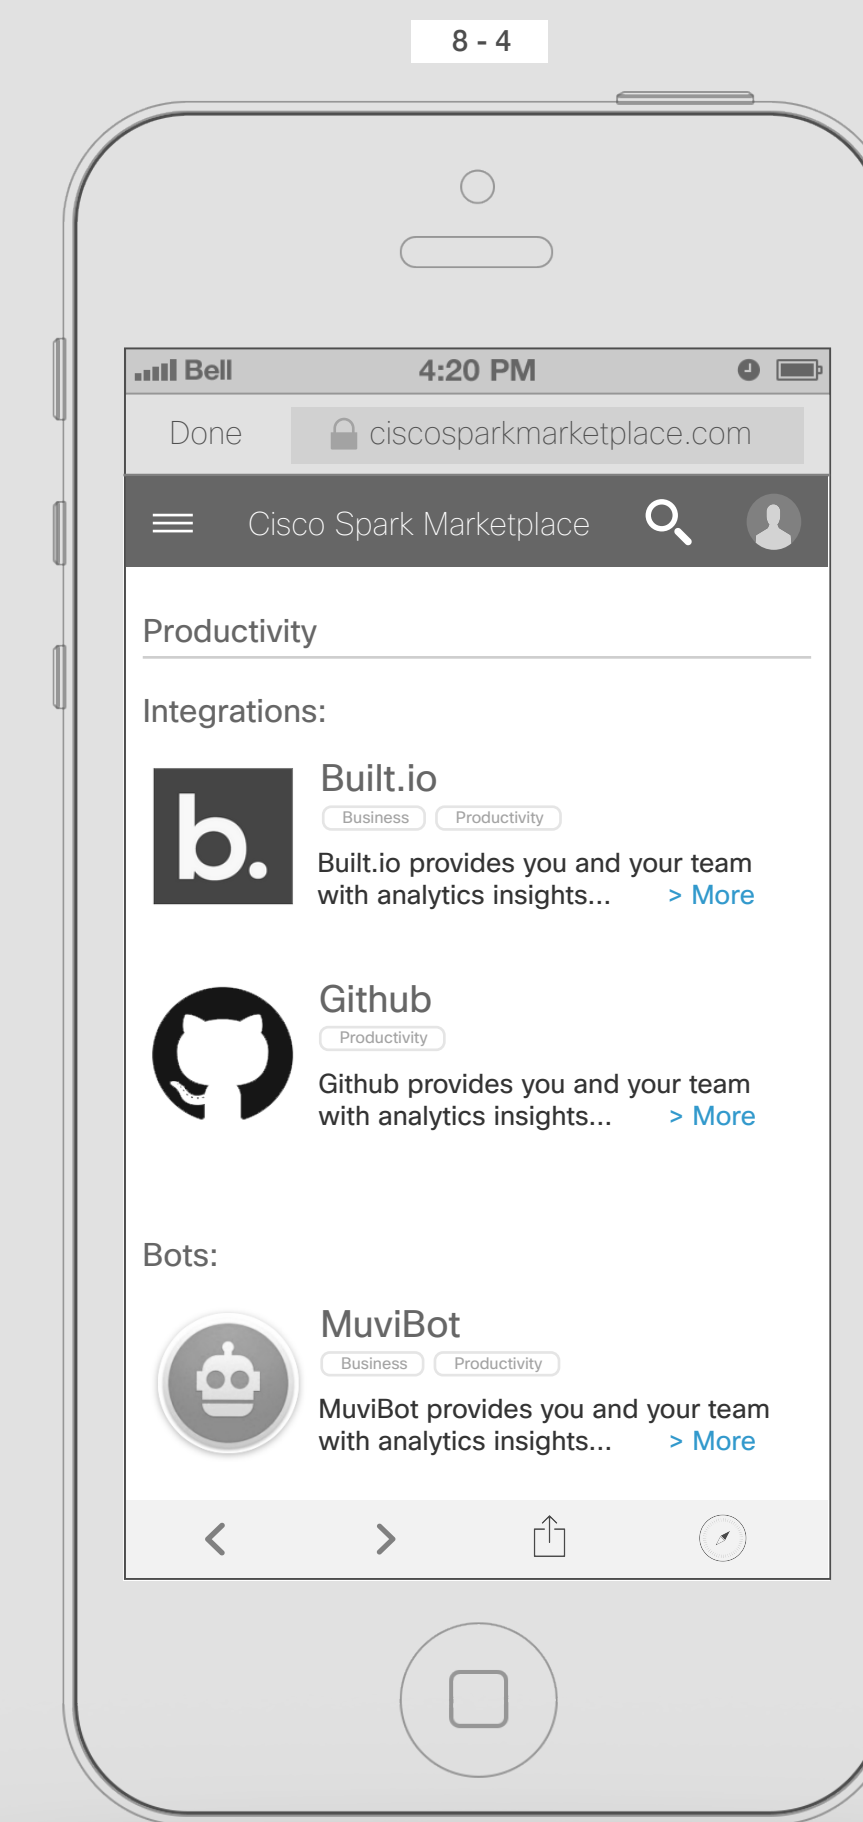 8 - 4
Bell
4:20 PM
Done
ciscosparkmarketplace.com
Cisco Spark Marketplace
Productivity
Integrations:
b.
Built.io
Business
Productivity
Built.io provides you and your team
with analytics insights... > More
Github
Productivity
Github provides you and your team
with analytics insights... > More
Bots:
MuviBot
Business
Productivity
MuviBot provides you and your team
with analytics insights... > More